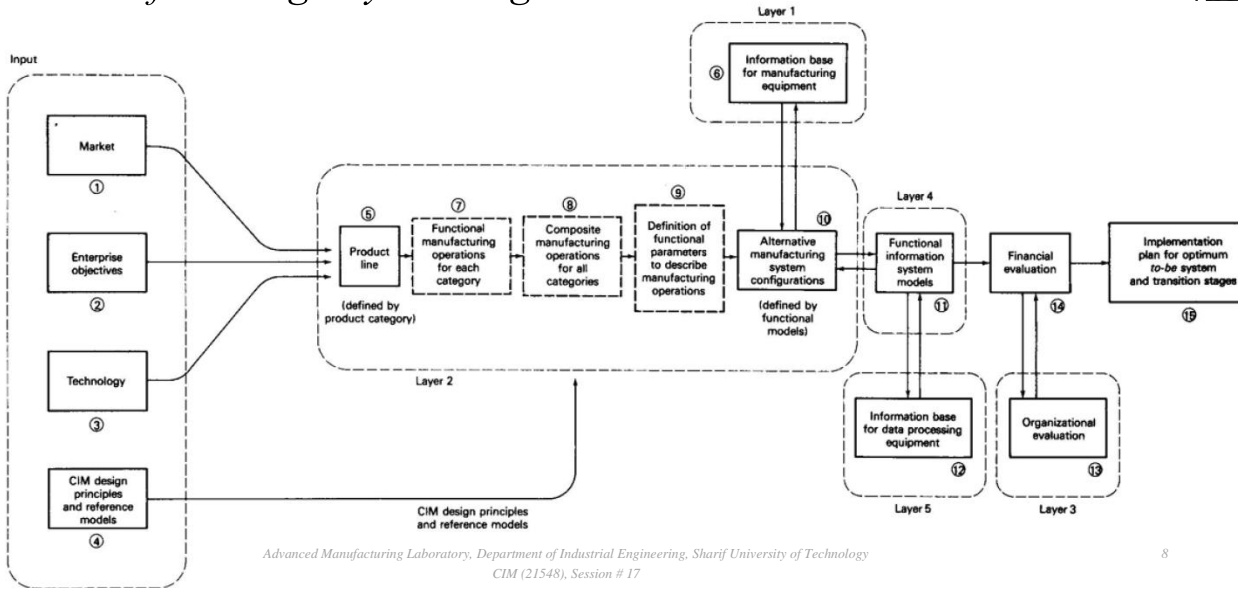 Layer 1
Input
⑥
Information base
for manufacturing
equipment
Market
①
Enterprise
objectives
②
Technology
③
CIM design
principles
and reference
models
④
⑤
Product
line
(defined by
product category)
⑦
Functional
manufacturing
operations
for each
category
⑧
Composite
manufacturing
operations
for all
categories
⑨
Definition of
functional
parameters
to describe
manufacturing
operations
⑩
Alternative
manufacturing
system
configurations
(defined by
functional
models)
Layer 2
CIM design principles
and reference models
Layer 4
Functional
information
system
models
⑪
Financial
evaluation
⑭
Implementation
plan for optimum
to-be system
and transition stages
⑮
Information base
for data processing
equipment
⑫
Layer 5
Organizational
evaluation
⑬
Layer 3
Advanced Manufacturing Laboratory, Department of Industrial Engineering, Sharif University of Technology
CIM (21548), Session # 17
8